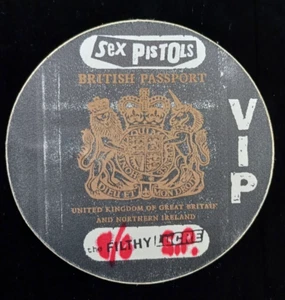 SEX PISTOLS
BRITISH PASSPORT
VIP
UNITED KINGDOM OF GREAT BRITAIN
AND NORTHERN IRELAND
the FILTHY LUCRE